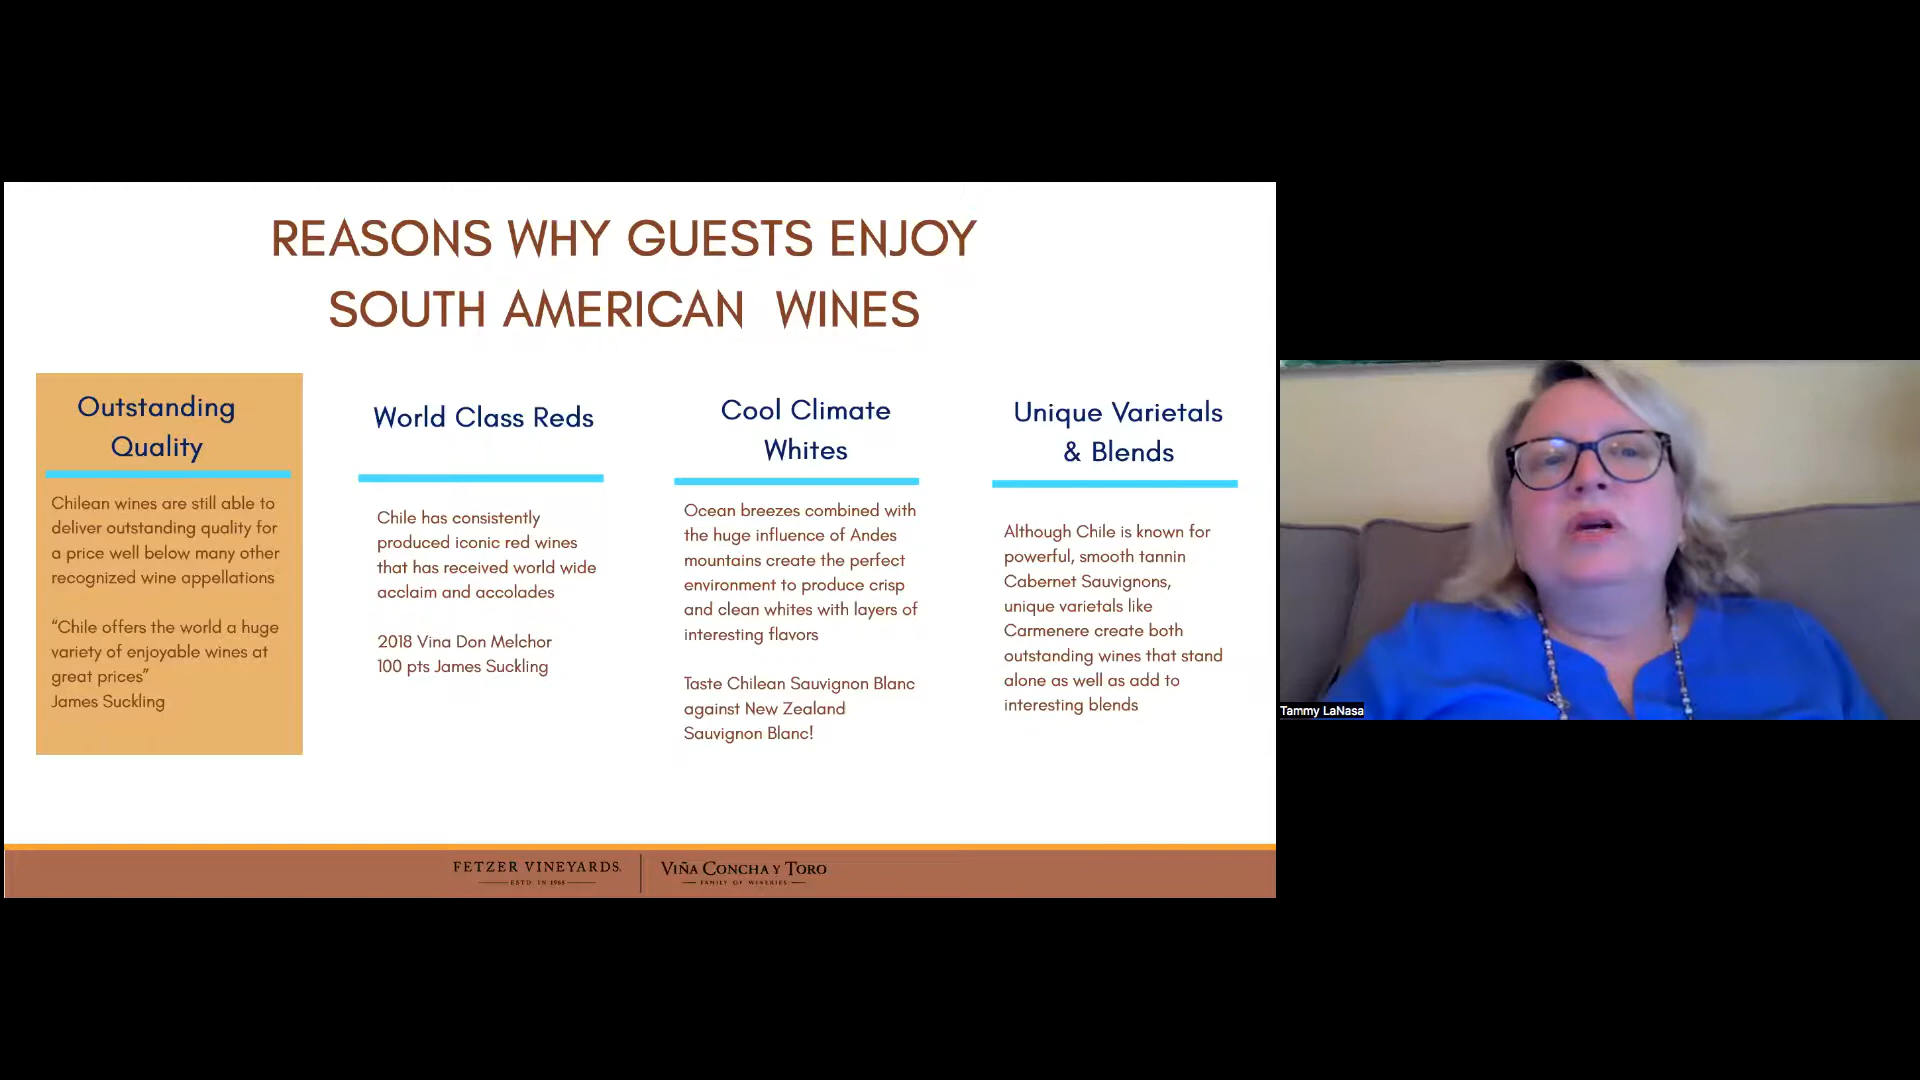 REASONS WHY GUESTS ENJOY
SOUTH AMERICAN WINES
Outstanding
Quality
Chilean wines are still able to
deliver outstanding quality for
a price well below many other
recognized wine appellations
“Chile offers the world a huge
variety of enjoyable wines at
great prices”
James Suckling
World Class Reds
Chile has consistently
produced iconic red wines
that has received world wide
acclaim and accolades
2018 Vina Don Melchor
100 pts James Suckling
Cool Climate
Whites
Ocean breezes combined with
the huge influence of Andes
mountains create the perfect
environment to produce crisp
and clean whites with layers of
interesting flavors
Taste Chilean Sauvignon Blanc
against New Zealand
Sauvignon Blanc!
Unique Varietals
& Blends
Although Chile is known for
powerful, smooth tannin
Cabernet Sauvignons,
unique varietals like
Carmenere create both
outstanding wines that stand
alone as well as add to
interesting blends
FETZER VINEYARDS.
ESTD. IN 1968
VIÑA CONCHA Y TORO
FAMILY OF WINERIES
Tammy LaNasa